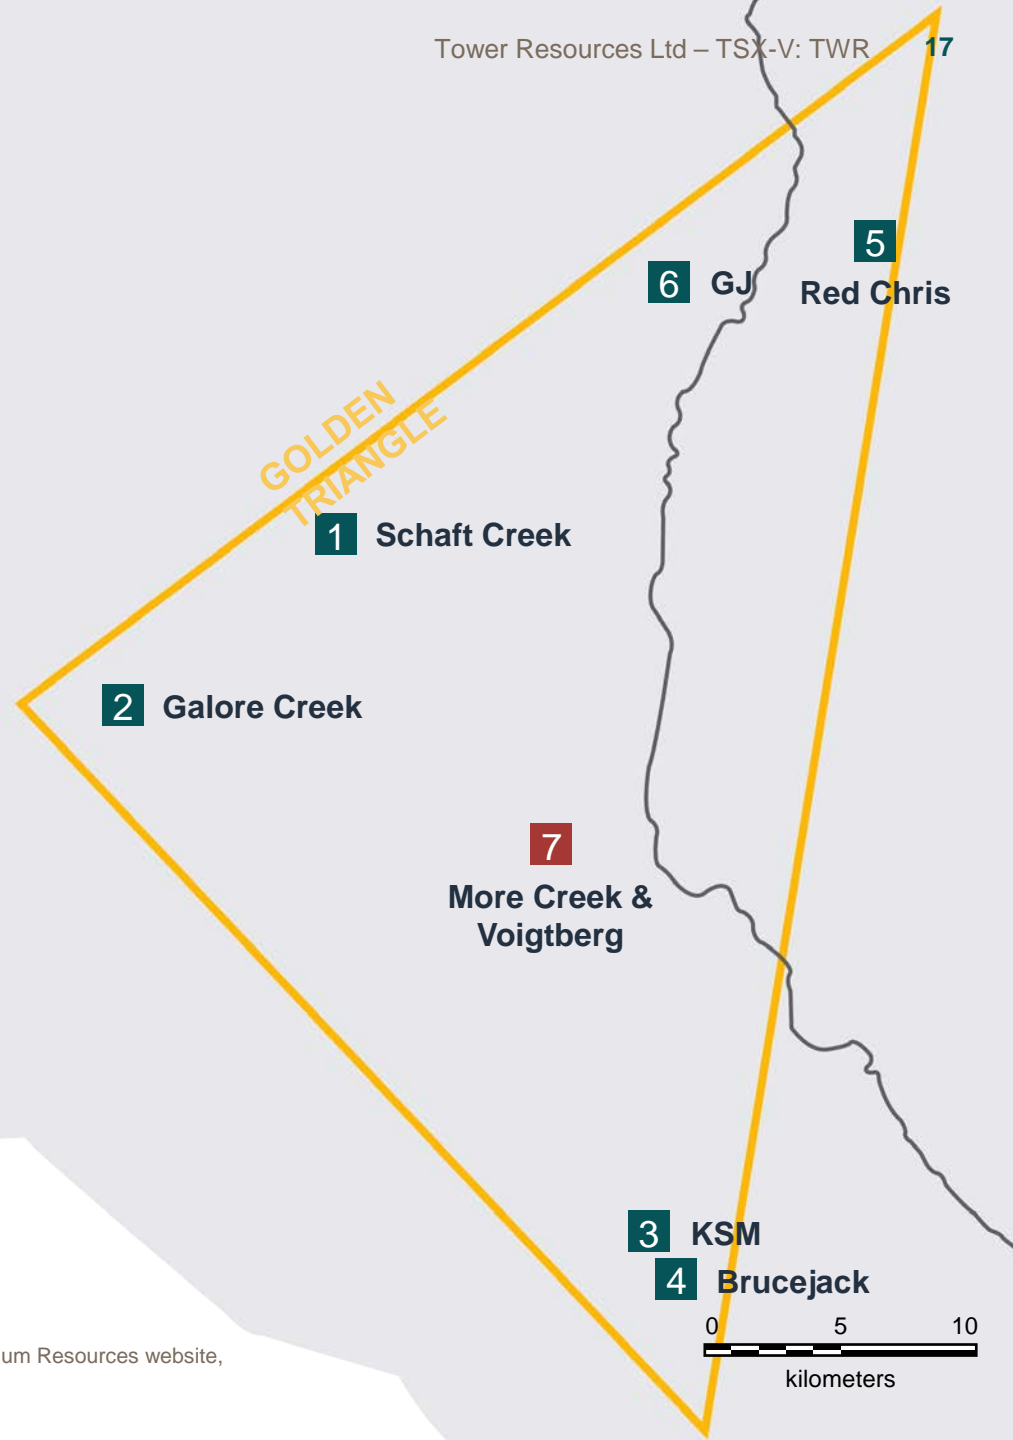 Tower Resources Ltd – TSX-V: TWR 17
5
6 GJ
Red Chris
GOLDEN
TRIANGLE
1 Schaft Creek
2 Galore Creek
7
More Creek &
Voigtberg
3 KSM
4 Brucejack
0 5 10
kilometers
um Resources website,